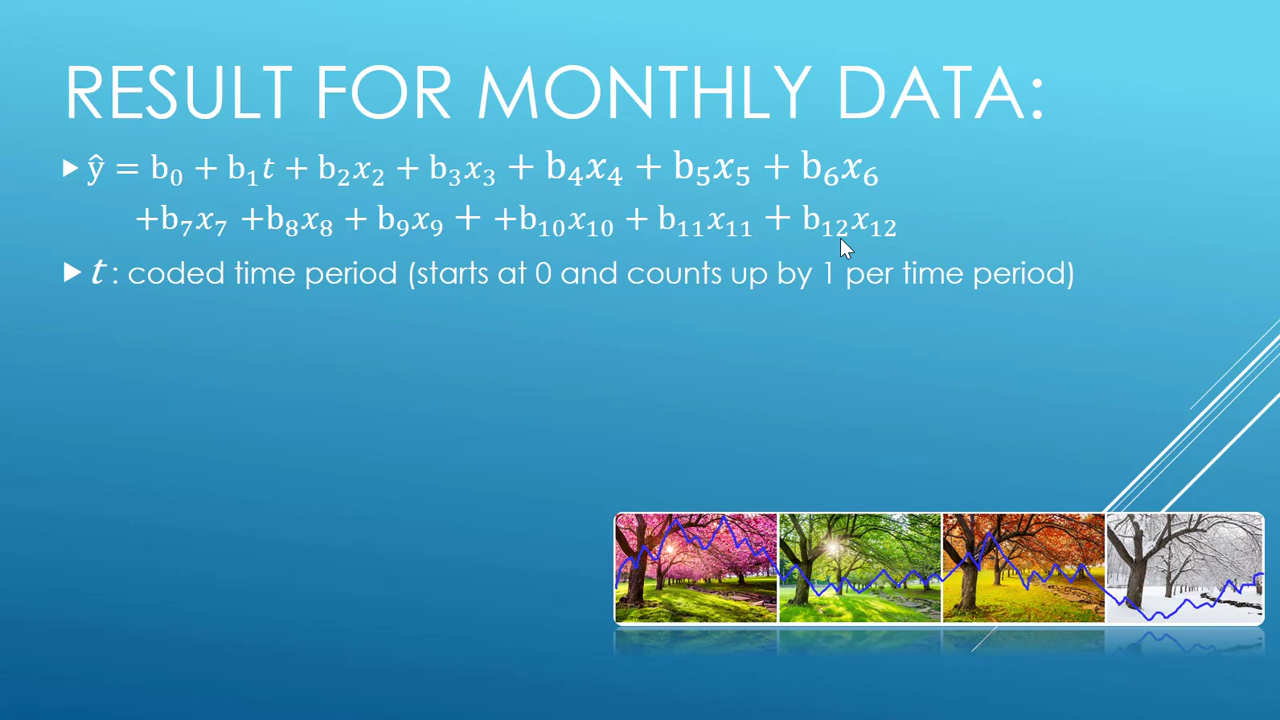 RESULT FOR MONTHLY DATA:
ŷ = b₀ + b₁t + b₂x₂ + b₃x₃ + b₄x₄ + b₅x₅ + b₆x₆
+b₇x₇ +b₈x₈ + b₉x₉ + +b₁₀x₁₀ + b₁₁x₁₁ + b₁₂x₁₂
t : coded time period (starts at 0 and counts up by 1 per time period)